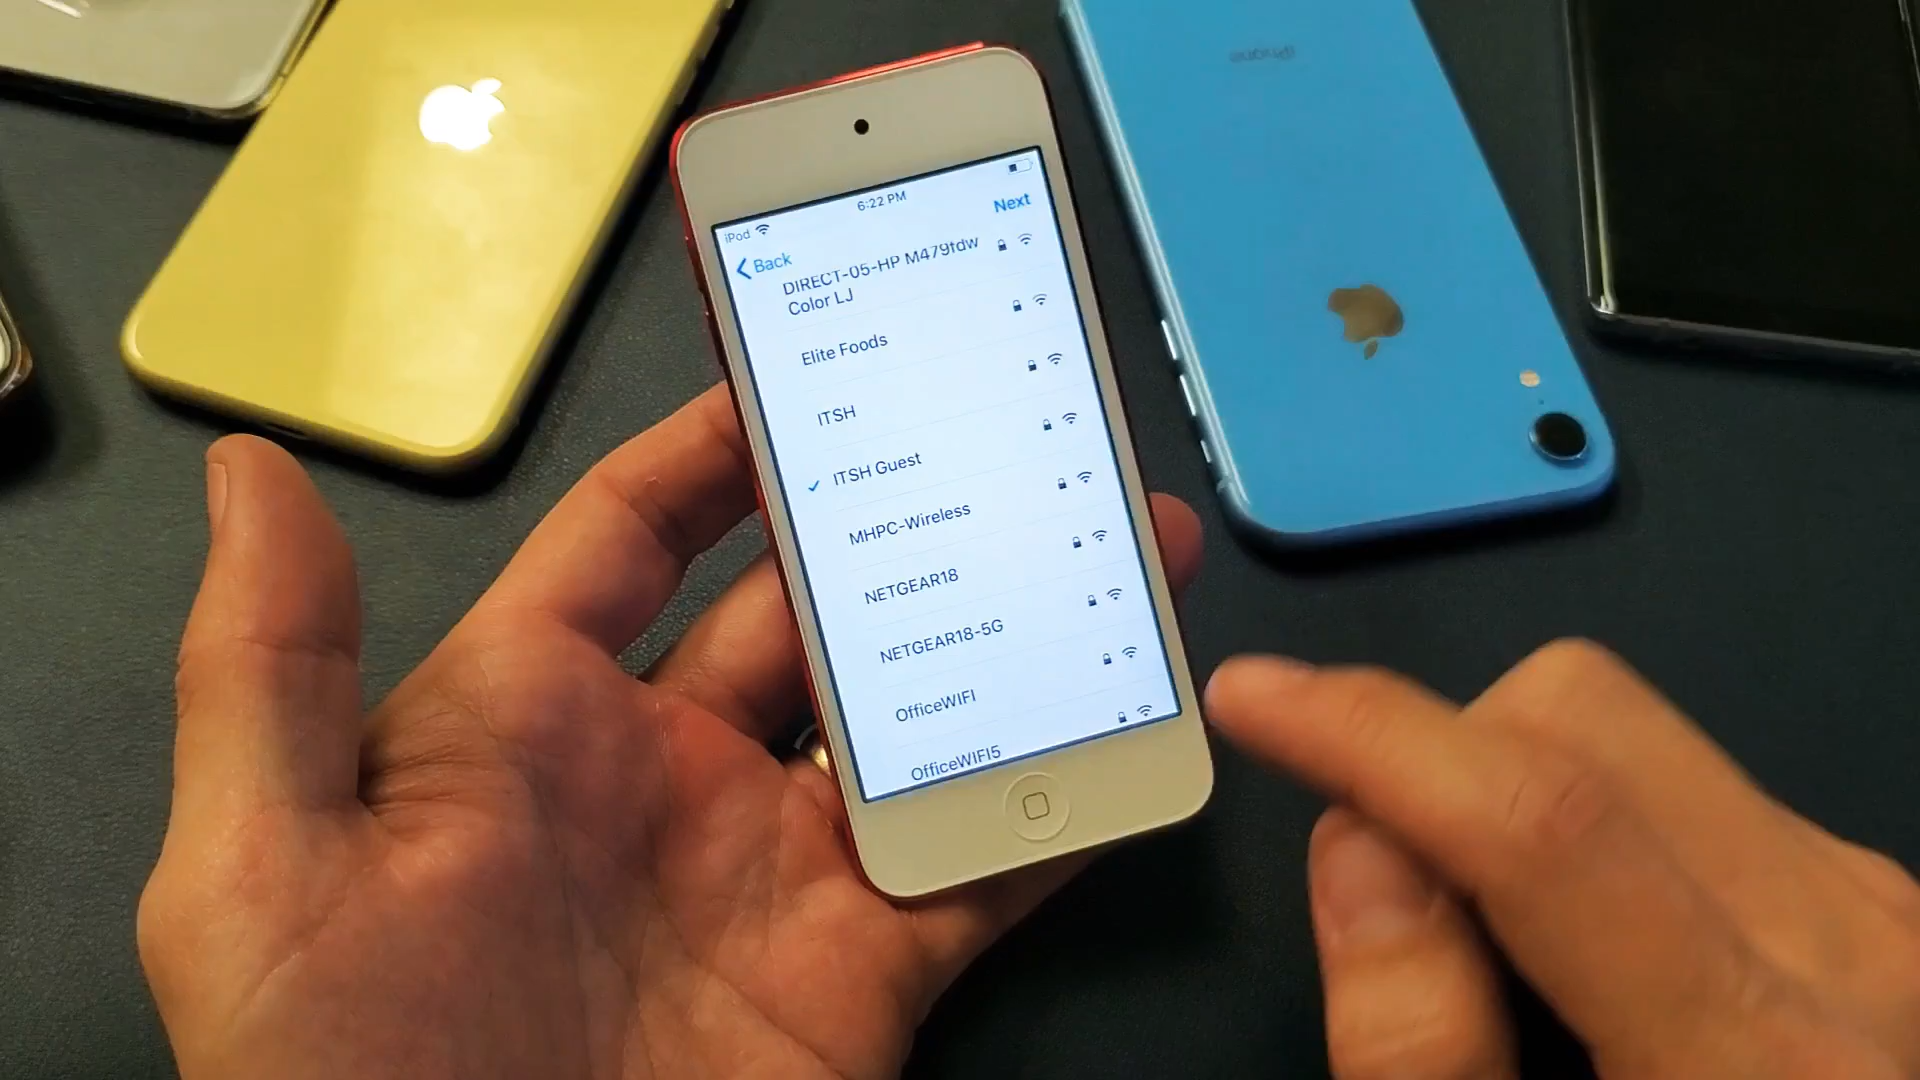 iPhone
6:22 PM
iPod
Next
Back
DIRECT-05-HP M479fdw
Color LJ
Elite Foods
ITSH
ITSH Guest
MHPC-Wireless
NETGEAR18
NETGEAR18-5G
OfficeWIFI
OfficeWIFI5